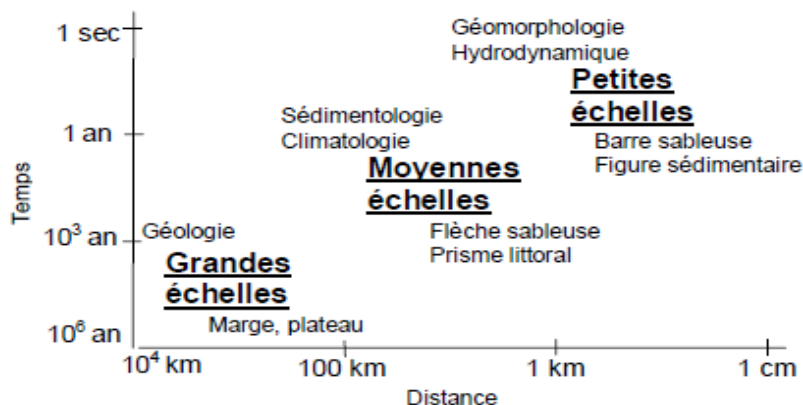 1 sec
Géomorphologie
Hydrodynamique
Petites
échelles
Barre sableuse
Figure sédimentaire
Sédimentologie
Climatologie
1 an
Moyennes
échelles
Flèche sableuse
Prisme littoral
Temps
10³ an
Géologie
Grandes
échelles
Marge, plateau
10⁶ an
10⁴ km
100 km
1 km
1 cm
Distance